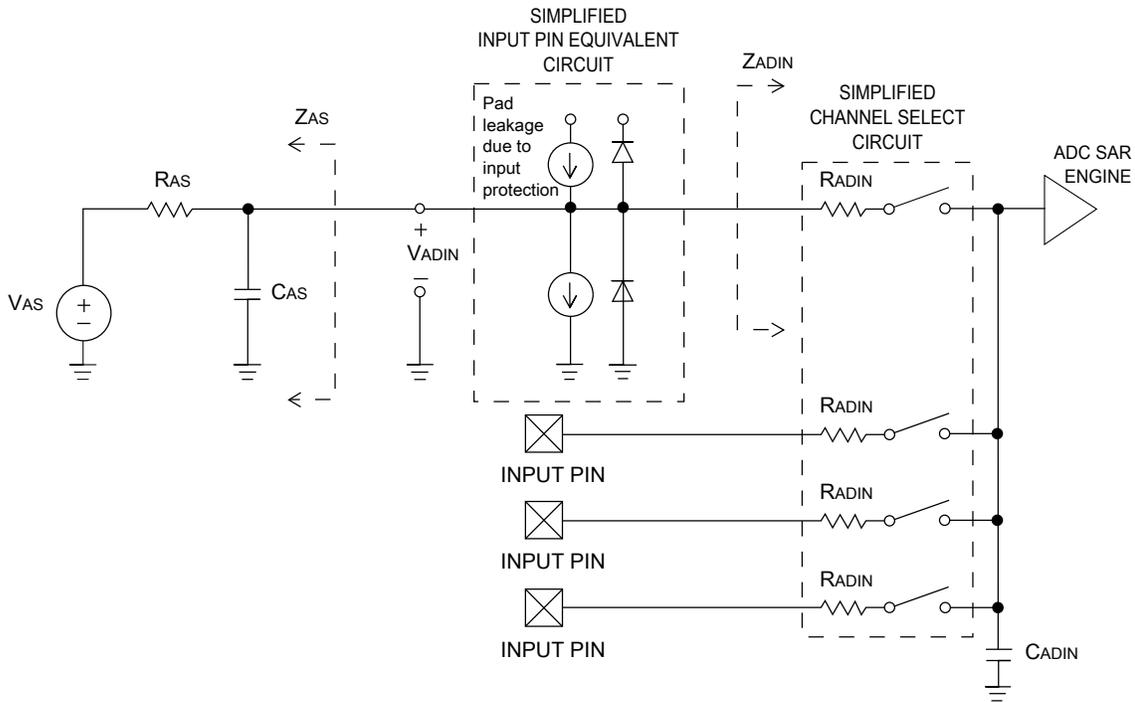 SIMPLIFIED
INPUT PIN EQUIVALENT
CIRCUIT
Pad
leakage
due to
input
protection
ZAS
ZADIN
SIMPLIFIED
CHANNEL SELECT
CIRCUIT
ADC SAR
ENGINE
RAS
RADIN
+
VADIN
–
VAS
+
–
CAS
RADIN
INPUT PIN
RADIN
INPUT PIN
RADIN
INPUT PIN
CADIN